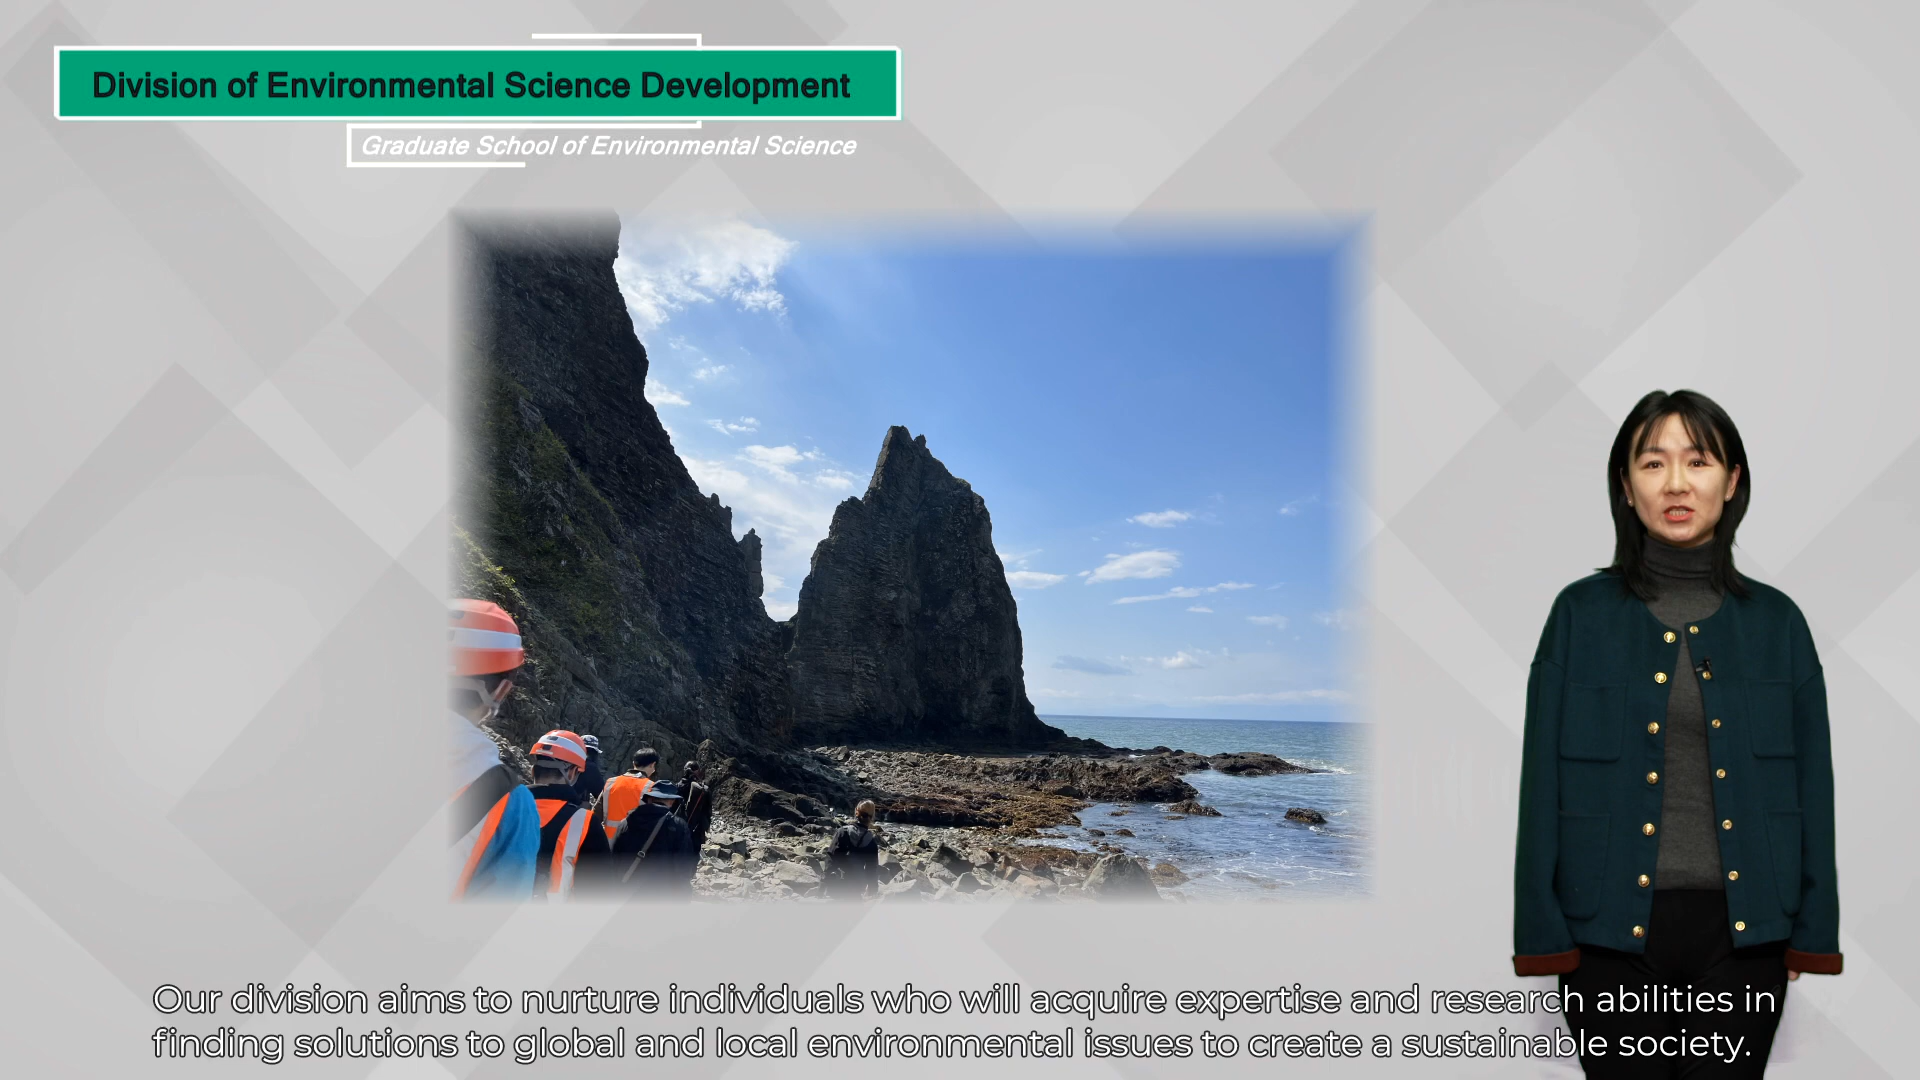 Division of Environmental Science Development
Graduate School of Environmental Science
Our division aims to nurture individuals who will acquire expertise and research abilities in
finding solutions to global and local environmental issues to create a sustainable society.